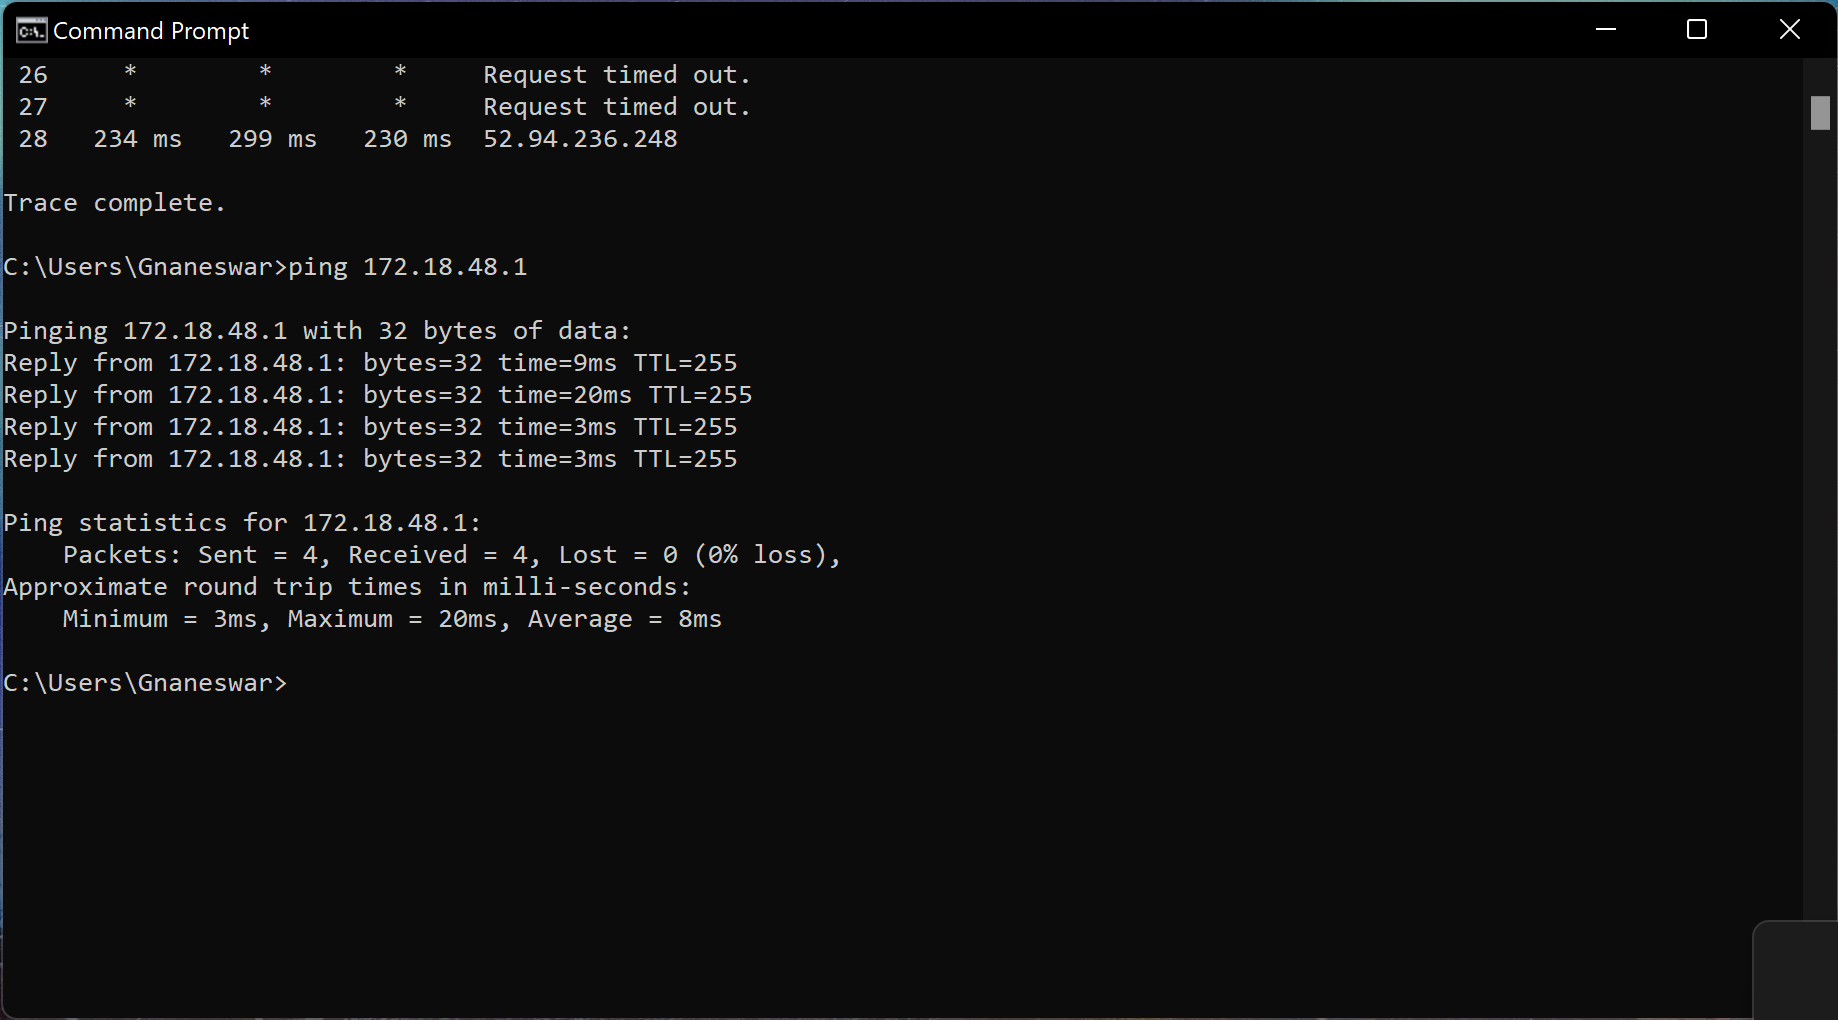 Command Prompt
26 * * * Request timed out.
27 * * * Request timed out.
28 234 ms 299 ms 230 ms 52.94.236.248
Trace complete.
C:\Users\Gnaneswar>ping 172.18.48.1
Pinging 172.18.48.1 with 32 bytes of data:
Reply from 172.18.48.1: bytes=32 time=9ms TTL=255
Reply from 172.18.48.1: bytes=32 time=20ms TTL=255
Reply from 172.18.48.1: bytes=32 time=3ms TTL=255
Reply from 172.18.48.1: bytes=32 time=3ms TTL=255
Ping statistics for 172.18.48.1:
Packets: Sent = 4, Received = 4, Lost = 0 (0% loss),
Approximate round trip times in milli-seconds:
Minimum = 3ms, Maximum = 20ms, Average = 8ms
C:\Users\Gnaneswar>